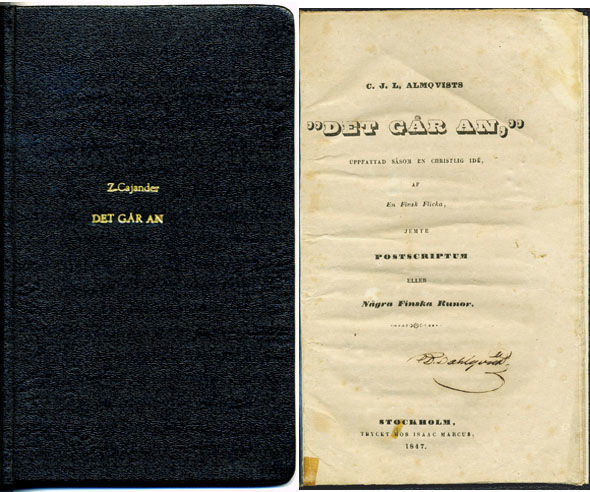 Z. Cajander
DET GÅR AN
C. J. L. ALMQVISTS
”DET GÅR AN,”
UPPFATTAD SÅSOM EN CHRISTLIG IDÉ,
AF
En Finsk Flicka,
JEMTE
POSTSCRIPTUM
ELLER
Några Finska Runor.
Dahlqvist
STOCKHOLM,
TRYCKT HOS ISAAC MARCUS,
1847.